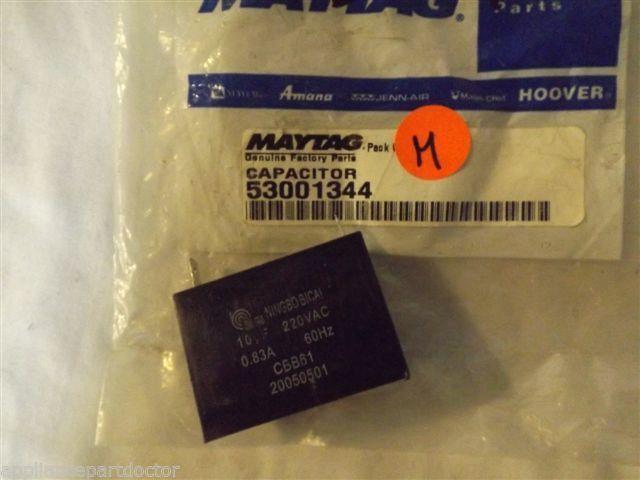 MAYTAG®
Parts
Amana JENN-AIR HOOVER
MAYTAG
Genuine Factory Parts
M
CAPACITOR
53001344
NINGBO BICAI
220VAC
0.83A 60Hz
CBB61
20050501
appliancepartdoctor